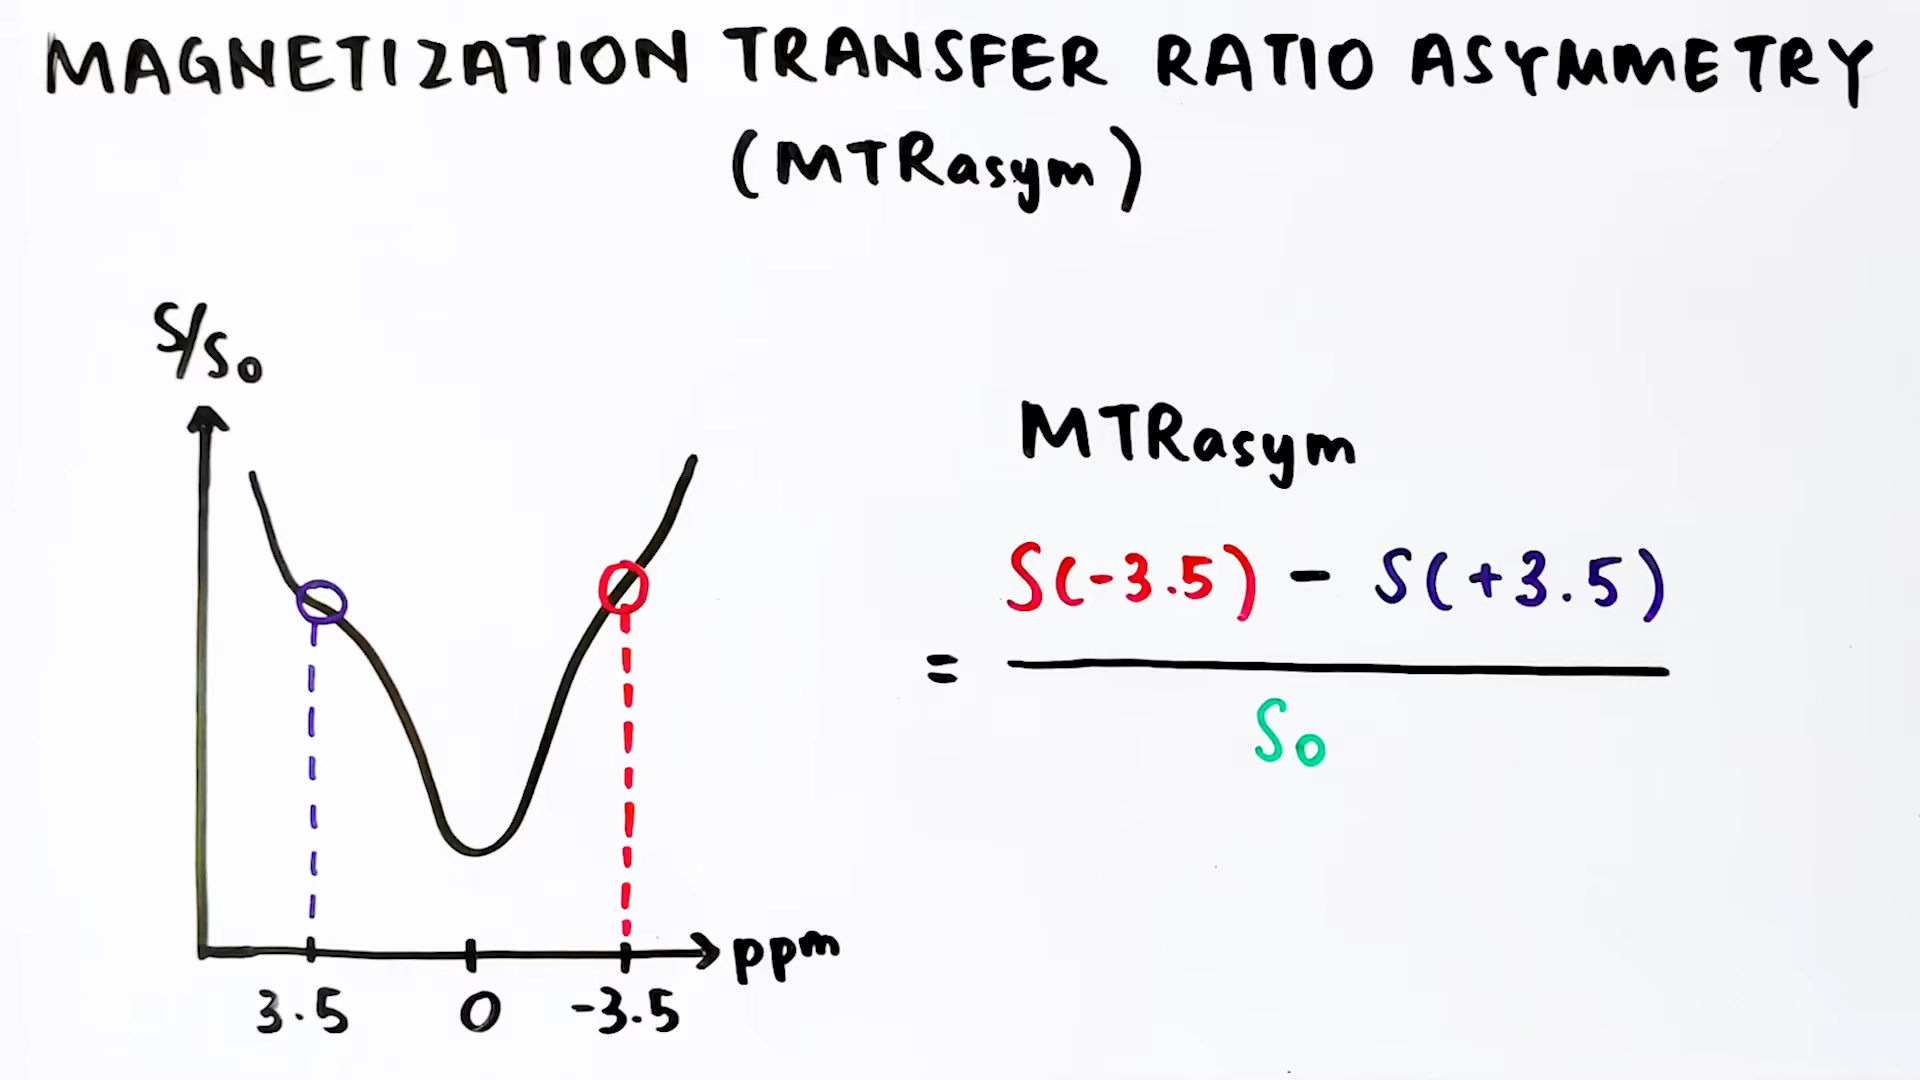 MAGNETIZATION TRANSFER RATIO ASYMMETRY
(MTRasym)
S/S₀
ppm
3.5 0 -3.5
MTRasym
= S(-3.5) - S(+3.5)
S₀